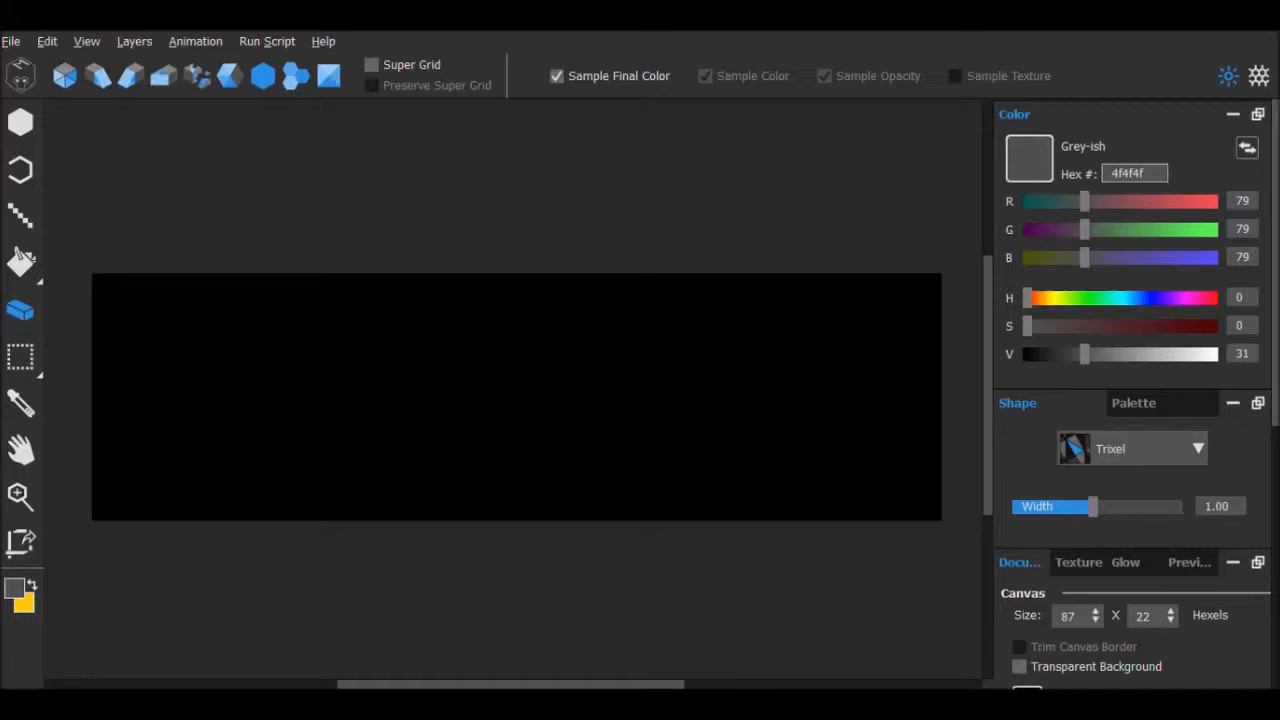 File Edit View Layers Animation Run Script Help
Super Grid
Preserve Super Grid
Sample Final Color Sample Color Sample Opacity Sample Texture
Color
Grey-ish
Hex #: 4f4f4f
R 79
G 79
B 79
H 0
S 0
V 31
Shape Palette
Trixel
Width 1.00
Docu... Texture Glow Previ...
Canvas
Size: 87 X 22 Hexels
Trim Canvas Border
Transparent Background